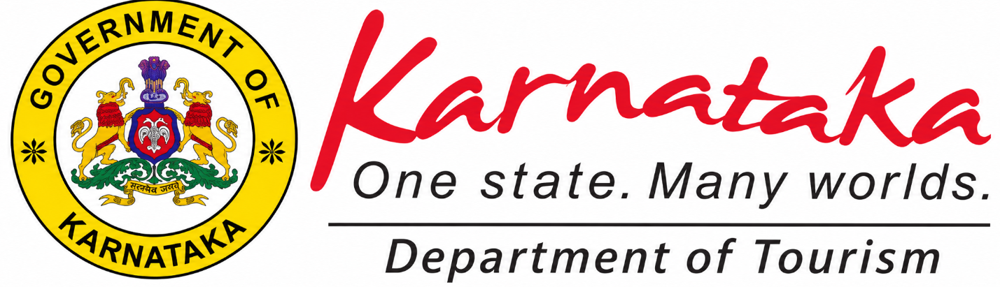 GOVERNMENT OF
KARNATAKA
सत्यमेव जयते
Karnataka
One state. Many worlds.
Department of Tourism